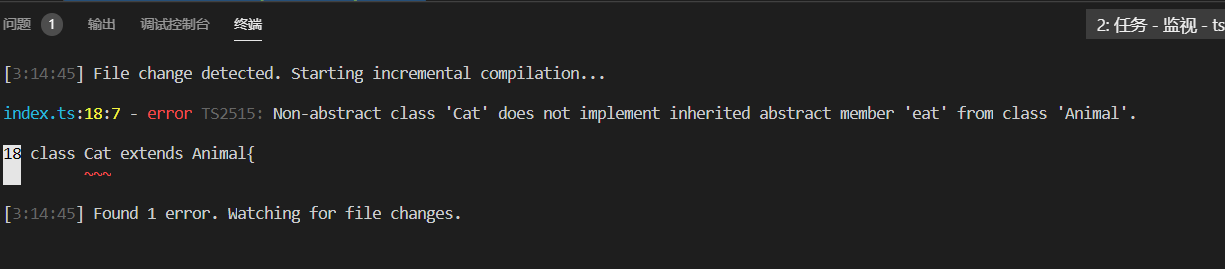 问题 1 输出 调试控制台 终端 2: 任务 - 监视 - ts
[3:14:45] File change detected. Starting incremental compilation...
index.ts:18:7 - error TS2515: Non-abstract class 'Cat' does not implement inherited abstract member 'eat' from class 'Animal'.
18 class Cat extends Animal{
~~~
[3:14:45] Found 1 error. Watching for file changes.